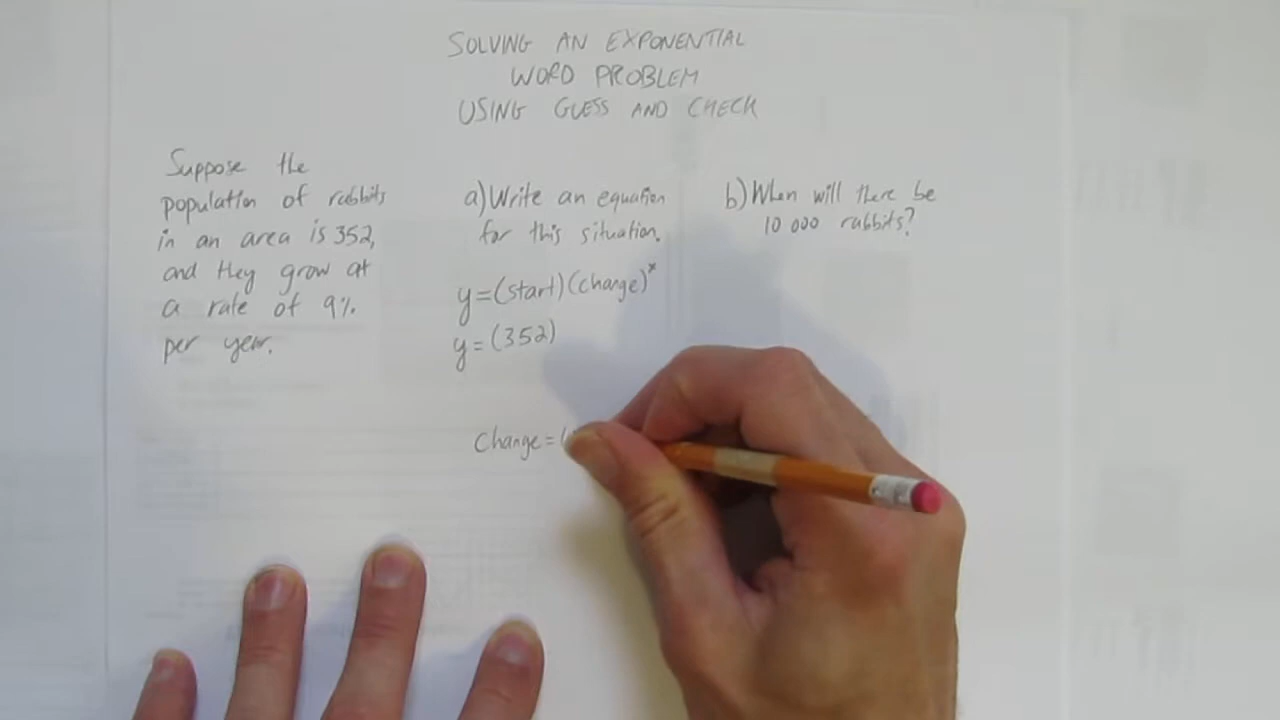 SOLVING AN EXPONENTIAL
WORD PROBLEM
USING GUESS AND CHECK
Suppose the
population of rabbits
in an area is 352,
and they grow at
a rate of 9%
per year.
a) Write an equation
for this situation.
y = (start)(change)ˣ
y = (352)
change =
b) When will there be
10 000 rabbits?